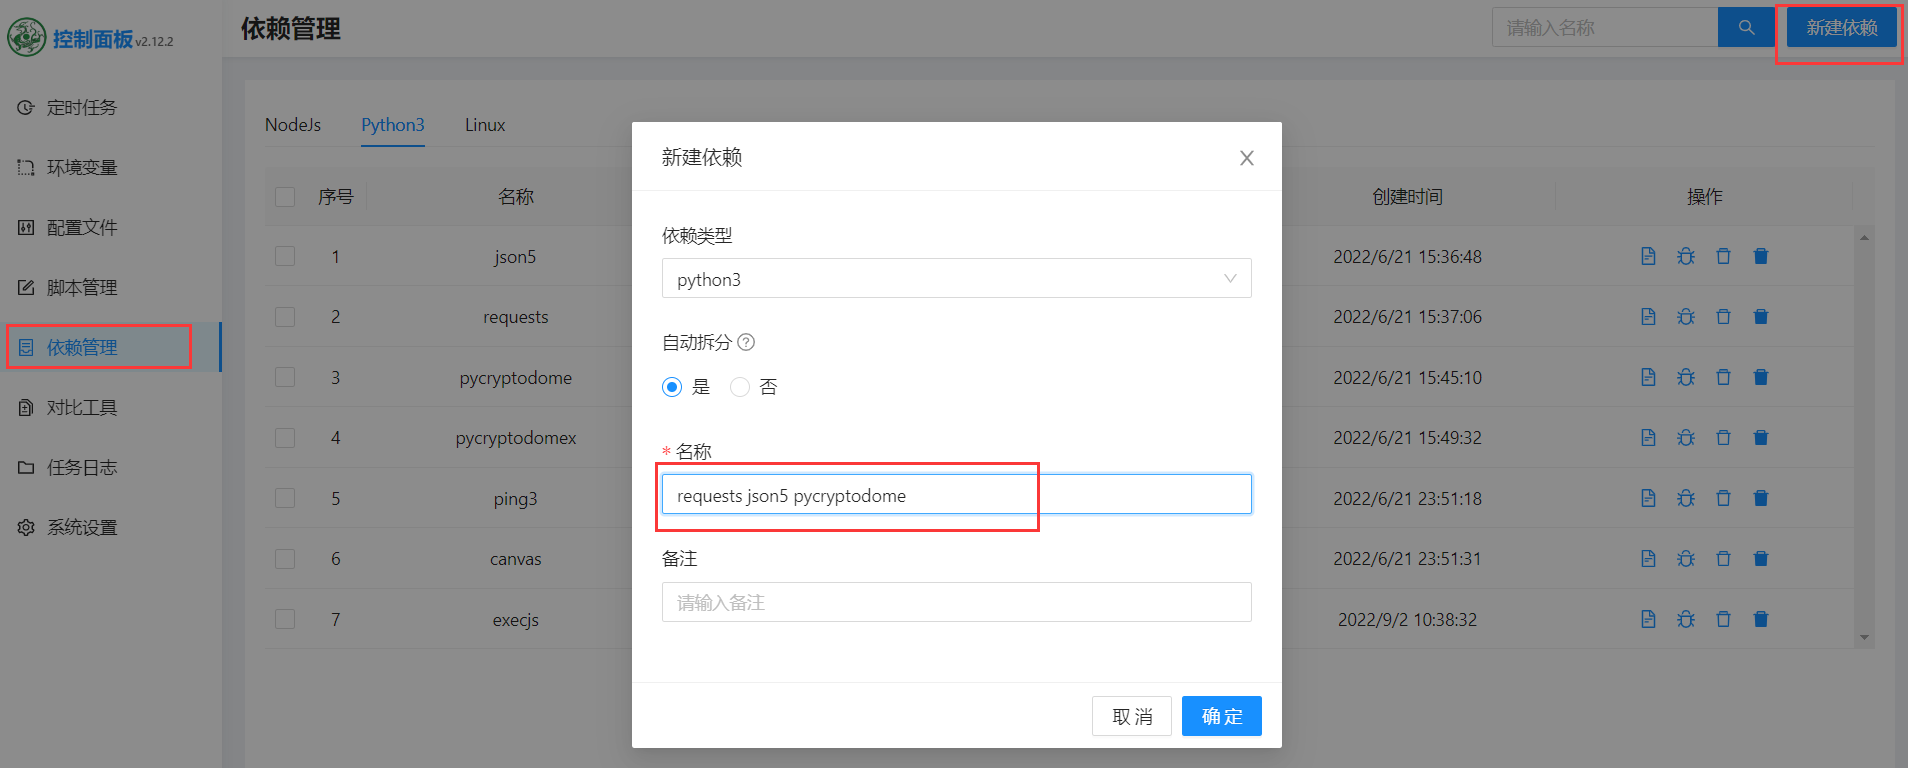 控制面板 v2.12.2
定时任务
环境变量
配置文件
脚本管理
依赖管理
对比工具
任务日志
系统设置
依赖管理
请输入名称
新建依赖
NodeJs Python3 Linux
序号 名称 创建时间 操作
1 json5 2022/6/21 15:36:48
2 requests 2022/6/21 15:37:06
3 pycryptodome 2022/6/21 15:45:10
4 pycryptodomex 2022/6/21 15:49:32
5 ping3 2022/6/21 23:51:18
6 canvas 2022/6/21 23:51:31
7 execjs 2022/9/2 10:38:32
新建依赖
依赖类型
python3
自动拆分
是 否
* 名称
requests json5 pycryptodome
备注
请输入备注
取 消 确 定